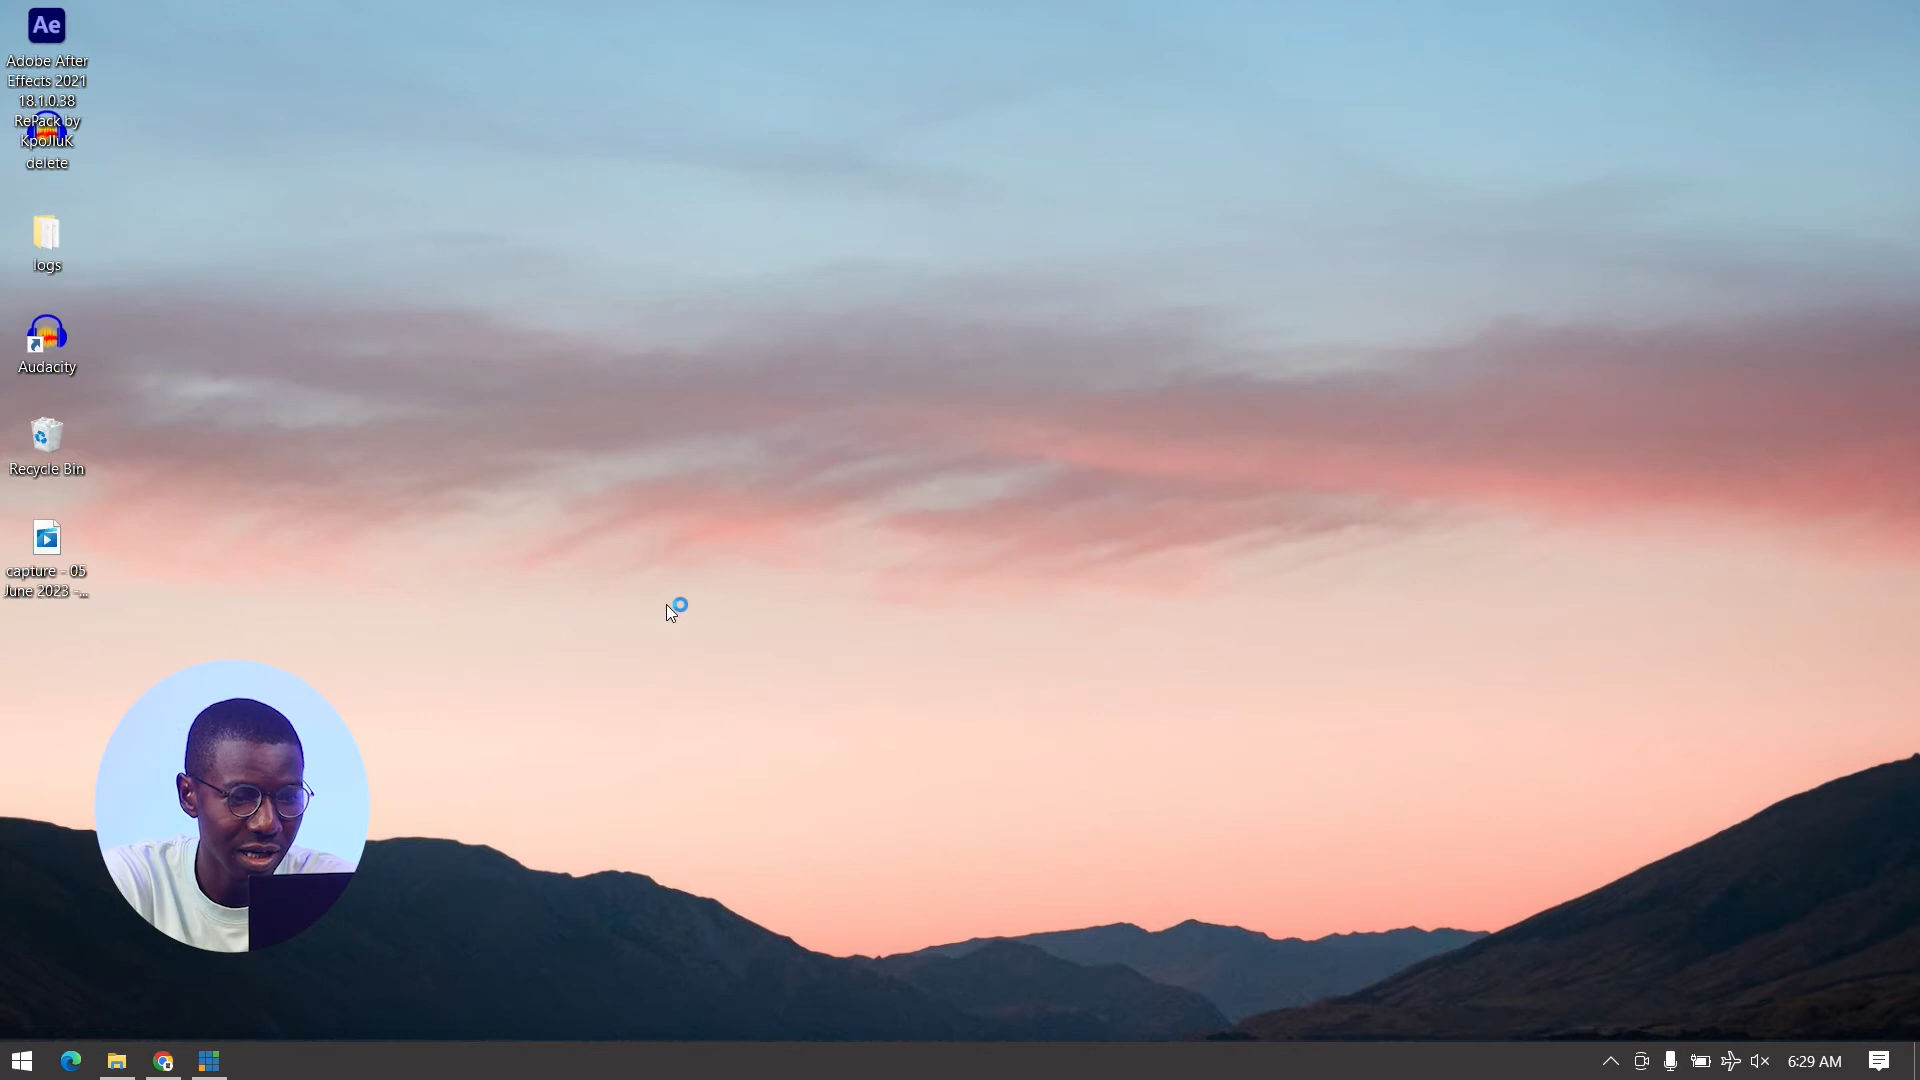 Ae
Adobe After
Effects 2021
18.1.0.38
RePack by
KpoJIuK
delete
logs
Audacity
Recycle Bin
capture - 05
June 2023 -...
6:29 AM